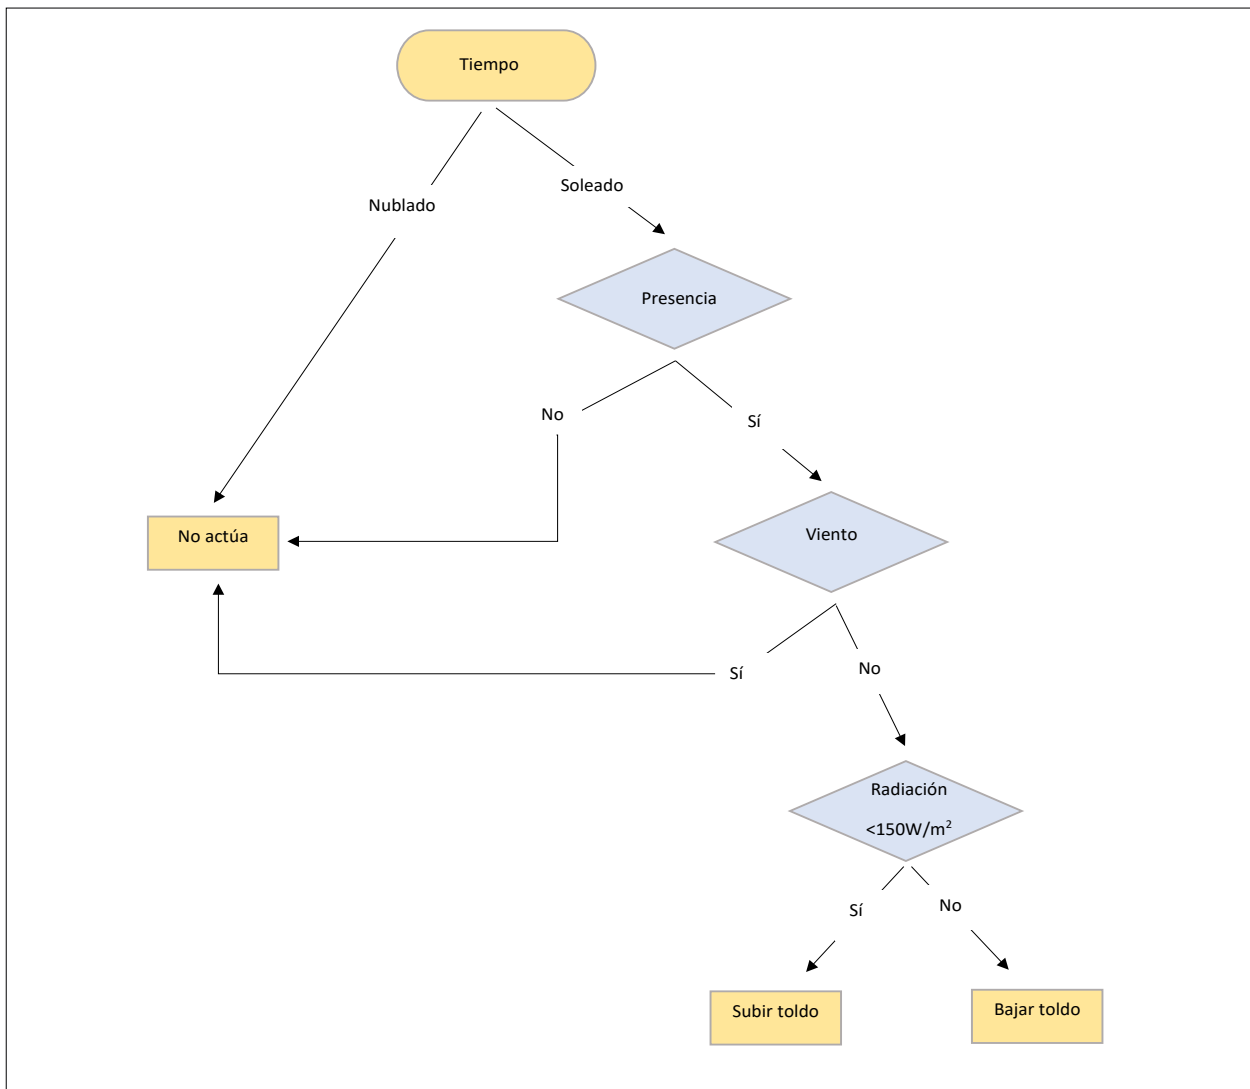 Tiempo
Soleado
Nublado
Presencia
No
Sí
No actúa
Viento
Sí
No
Radiación
<150W/m²
Sí
No
Subir toldo
Bajar toldo